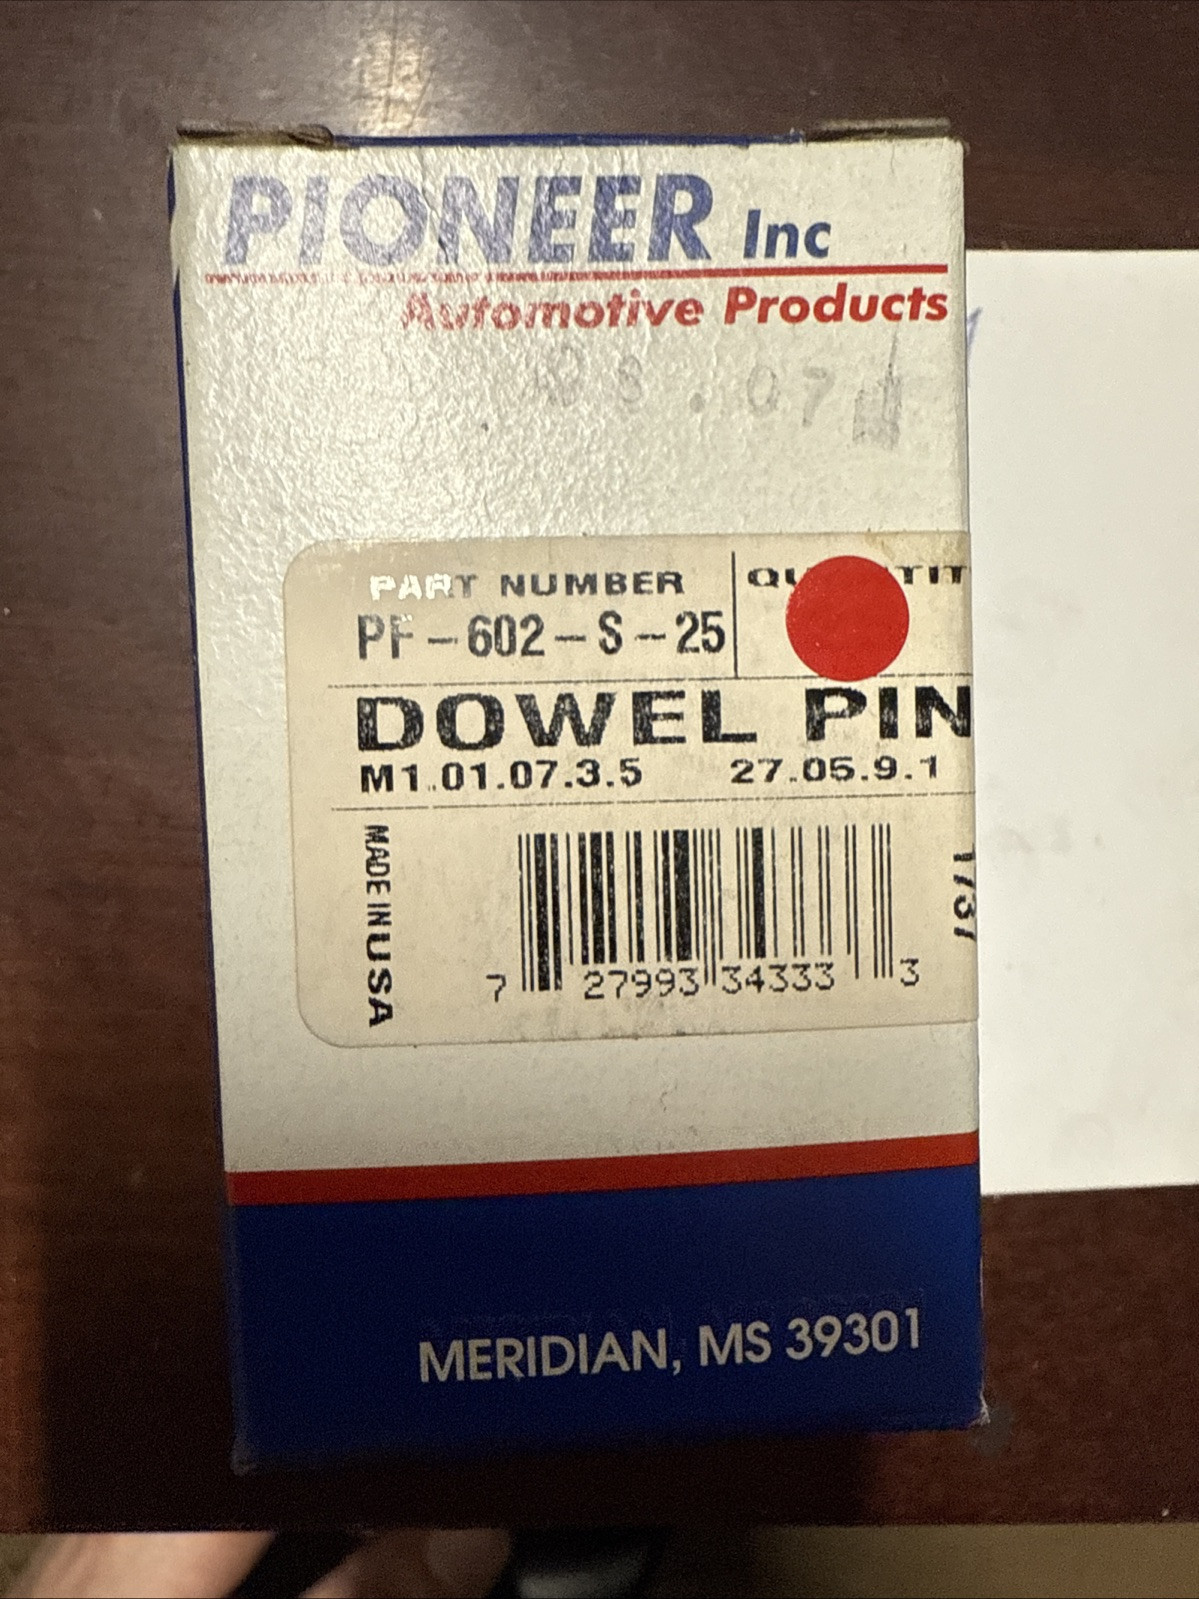 PIONEER Inc
Automotive Products
PART NUMBER
PF-602-S-25
DOWEL PIN
M1.01.07.3.5 27.05.9.1
MADE IN USA
7 27993 34333 3
MERIDIAN, MS 39301